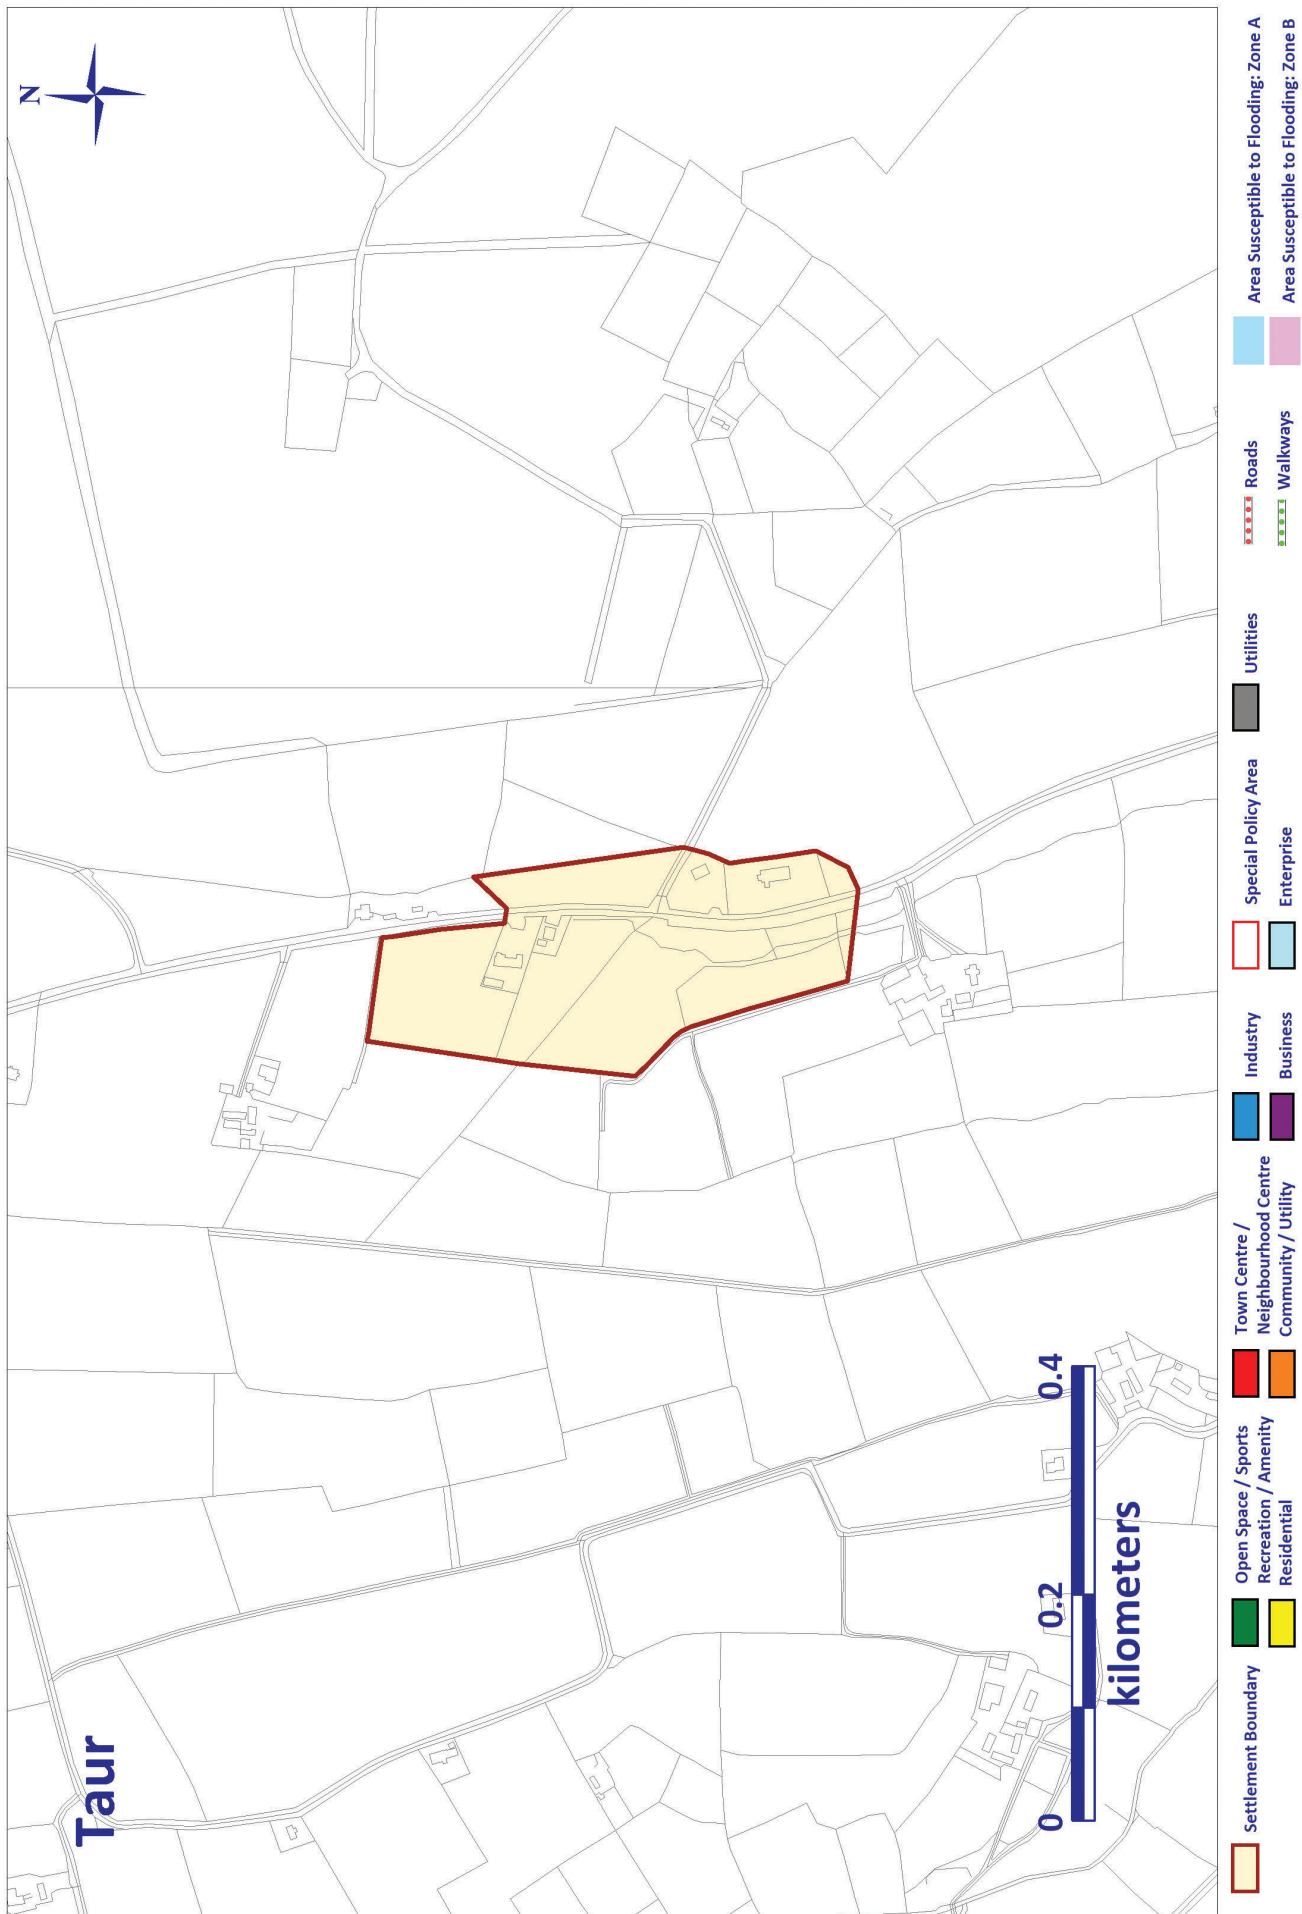 Taur
N
0 0.2 0.4
kilometers
Settlement Boundary
Open Space / Sports
Recreation / Amenity
Residential
Town Centre /
Neighbourhood Centre
Community / Utility
Industry
Business
Special Policy Area
Enterprise
Utilities
Roads
Walkways
Area Susceptible to Flooding: Zone A
Area Susceptible to Flooding: Zone B